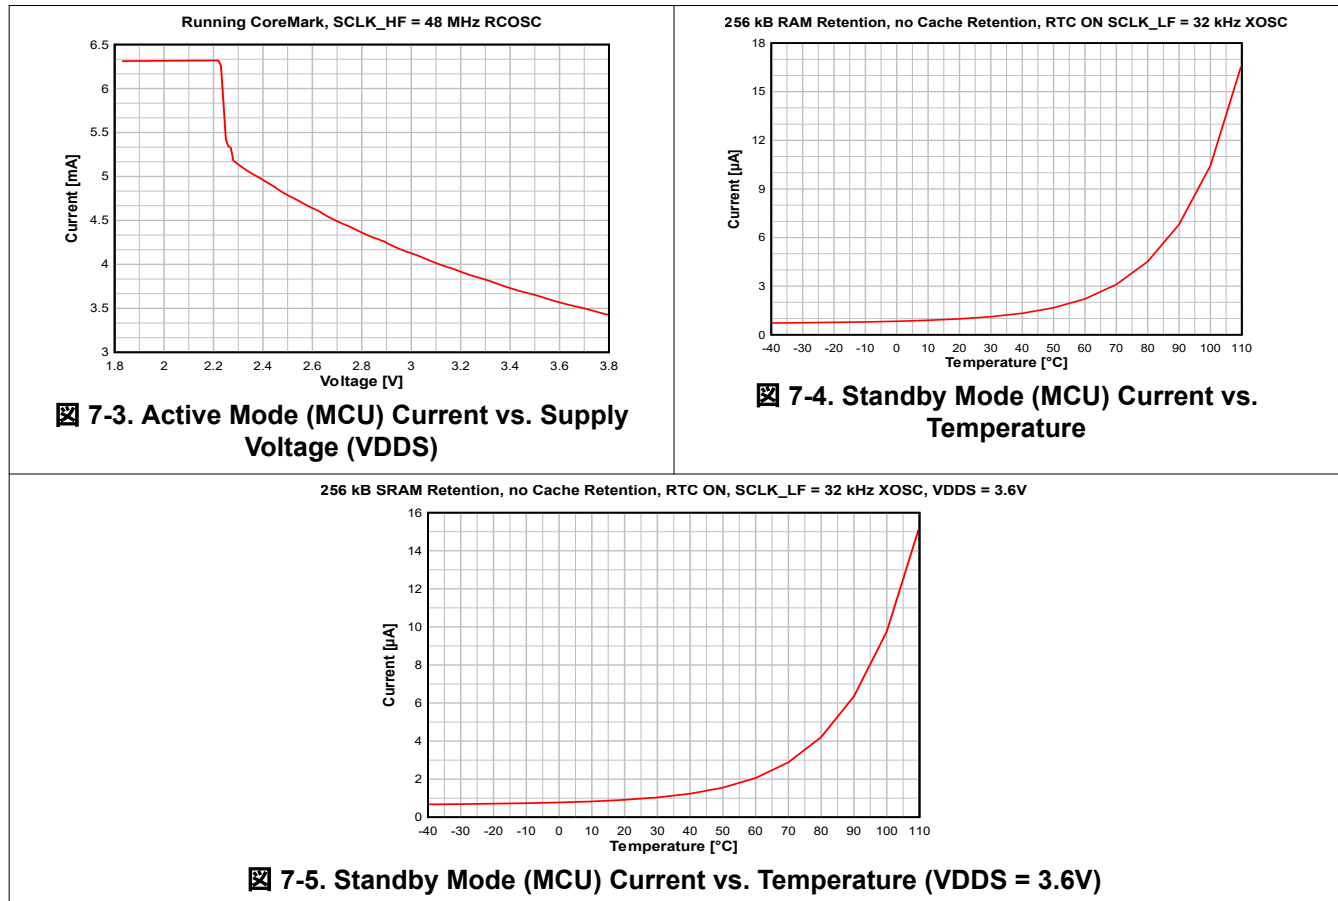 Running CoreMark, SCLK_HF = 48 MHz RCOSC
6.5
6
5.5
5
4.5
4
3.5
3
Current [mA]
1.8 2 2.2 2.4 2.6 2.8 3 3.2 3.4 3.6 3.8
Voltage [V]
図 7-3. Active Mode (MCU) Current vs. Supply
Voltage (VDDS)
256 kB RAM Retention, no Cache Retention, RTC ON SCLK_LF = 32 kHz XOSC
18
15
12
9
6
3
0
Current [µA]
-40 -30 -20 -10 0 10 20 30 40 50 60 70 80 90 100 110
Temperature [°C]
図 7-4. Standby Mode (MCU) Current vs.
Temperature
256 kB SRAM Retention, no Cache Retention, RTC ON, SCLK_LF = 32 kHz XOSC, VDDS = 3.6V
16
14
12
10
8
6
4
2
0
Current [µA]
-40 -30 -20 -10 0 10 20 30 40 50 60 70 80 90 100 110
Temperature [°C]
図 7-5. Standby Mode (MCU) Current vs. Temperature (VDDS = 3.6V)